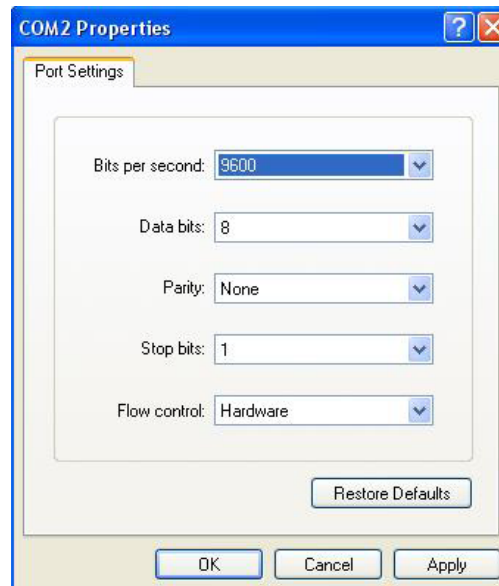 COM2 Properties
Port Settings
Bits per second: 9600
Data bits: 8
Parity: None
Stop bits: 1
Flow control: Hardware
Restore Defaults
OK Cancel Apply